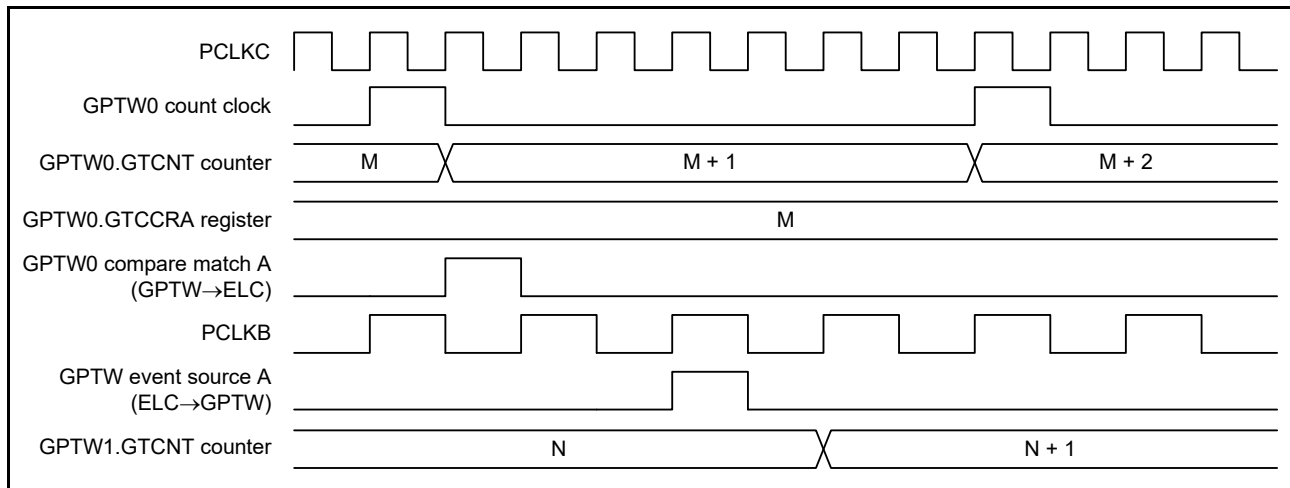 PCLKC
GPTW0 count clock
GPTW0.GTCNT counter
M
M + 1
M + 2
GPTW0.GTCCRA register
M
GPTW0 compare match A
(GPTW→ELC)
PCLKB
GPTW event source A
(ELC→GPTW)
GPTW1.GTCNT counter
N
N + 1